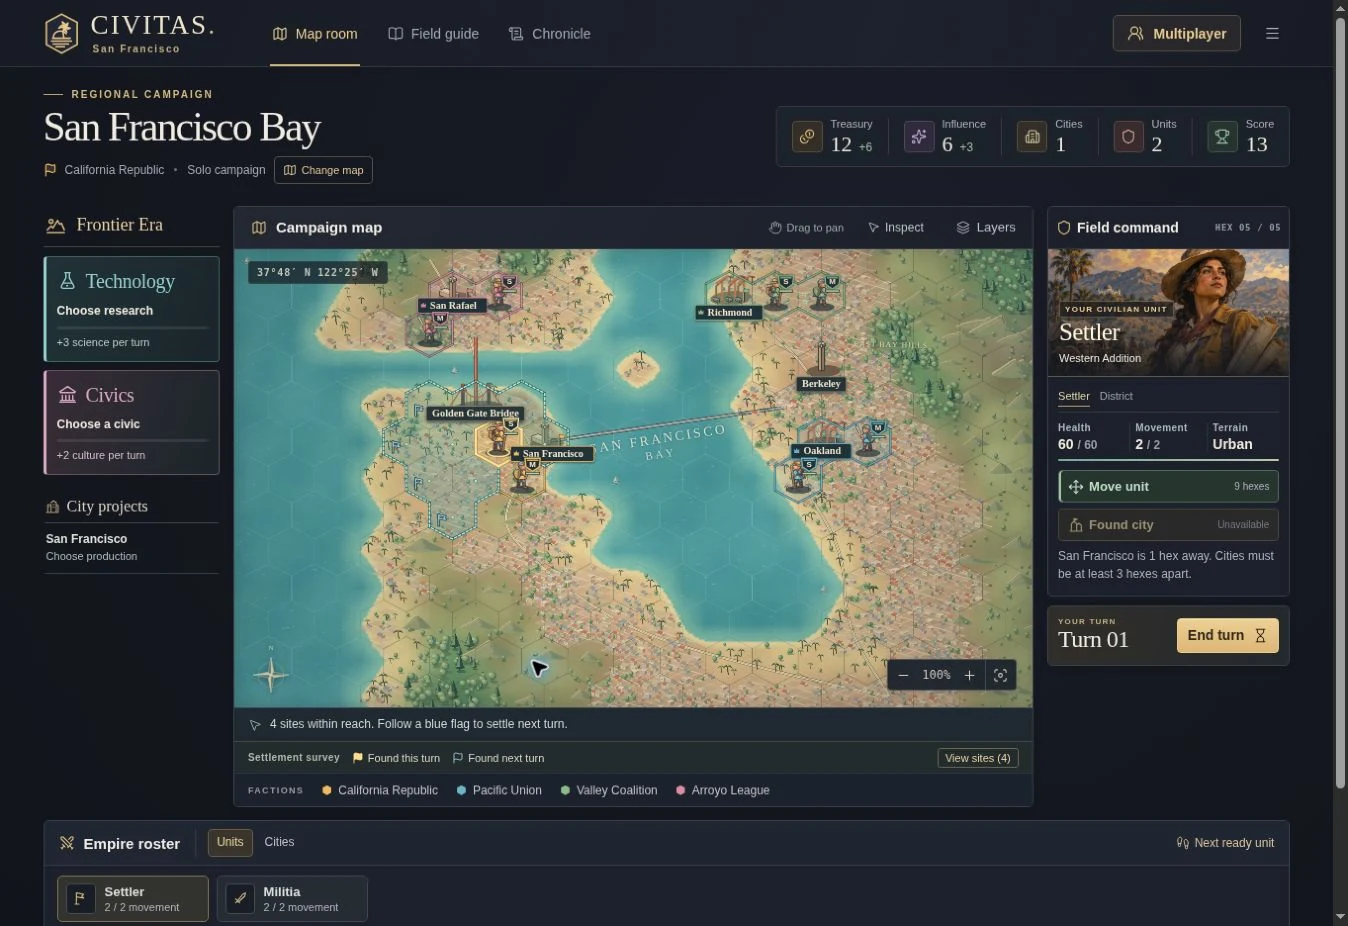 CIVITAS.
San Francisco
Map room
Field guide
Chronicle
Multiplayer
REGIONAL CAMPAIGN
San Francisco Bay
California Republic • Solo campaign
Change map
Treasury
12 +6
Influence
6 +3
Cities
1
Units
2
Score
13
Frontier Era
Technology
Choose research
+3 science per turn
Civics
Choose a civic
+2 culture per turn
City projects
San Francisco
Choose production
Campaign map
Drag to pan
Inspect
Layers
37°48′ N 122°25′ W
San Rafael
S
M
Richmond
S
M
EAST BAY HILLS
Berkeley
Golden Gate Bridge
S
San Francisco
M
SAN FRANCISCO
BAY
Oakland
M
S
N
100%
4 sites within reach. Follow a blue flag to settle next turn.
Settlement survey
Found this turn
Found next turn
View sites (4)
FACTIONS
California Republic
Pacific Union
Valley Coalition
Arroyo League
Field command
HEX 05 / 05
YOUR CIVILIAN UNIT
Settler
Western Addition
Settler
District
Health
60 / 60
Movement
2 / 2
Terrain
Urban
Move unit
9 hexes
Found city
Unavailable
San Francisco is 1 hex away. Cities must
be at least 3 hexes apart.
YOUR TURN
Turn 01
End turn
Empire roster
Units
Cities
Next ready unit
Settler
2 / 2 movement
Militia
2 / 2 movement